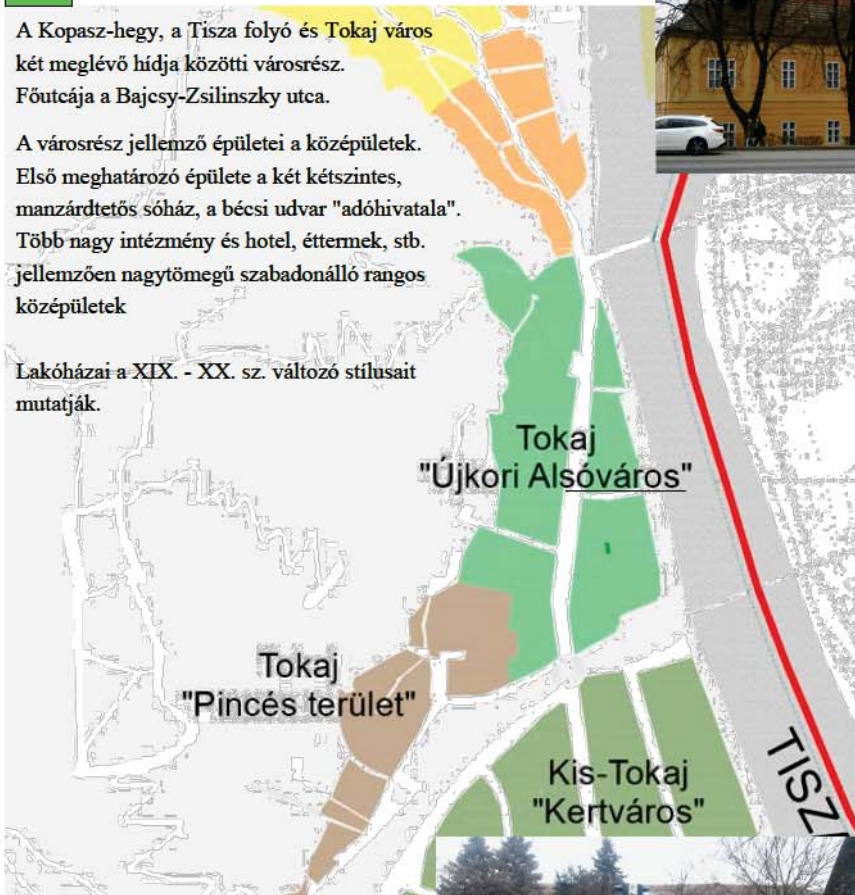 A Kopasz-hegy, a Tisza folyó és Tokaj város
két meglévő hídja közötti városrész.
Főutcája a Bajcsy-Zsilinszky utca.
A városrész jellemző épületei a középületek.
Első meghatározó épülete a két kétszintes,
manzárdtetős sóház, a bécsi udvar "adóhivatala".
Több nagy intézmény és hotel, éttermek, stb.
jellemzően nagytömegű szabadonálló rangos
középületek
Lakóházai a XIX. - XX. sz. változó stílusait
mutatják.
Tokaj
"Újkori Alsóváros"
Tokaj
"Pincés terület"
Kis-Tokaj
"Kertváros"